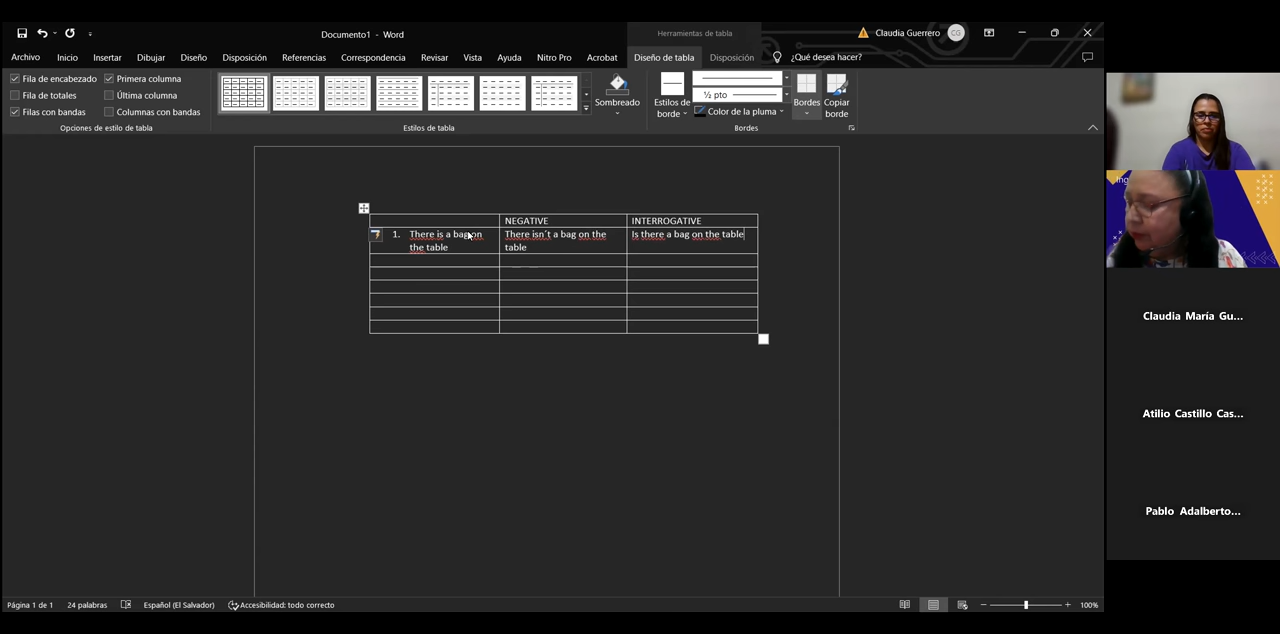 Documento1 - Word
Herramientas de tabla
Claudia Guerrero
CG
Archivo
Inicio
Insertar
Dibujar
Diseño
Disposición
Referencias
Correspondencia
Revisar
Vista
Ayuda
Nitro Pro
Acrobat
Diseño de tabla
Disposición
¿Qué desea hacer?
Fila de encabezado
Primera columna
Fila de totales
Última columna
Filas con bandas
Columnas con bandas
Opciones de estilo de tabla
Estilos de tabla
Sombreado
Estilos de
borde
½ pto
Color de la pluma
Bordes
Copiar
borde
Bordes
NEGATIVE
INTERROGATIVE
1. There is a bag on
the table
There isn´t a bag on the
table
Is there a bag on the table
Ing
Claudia María Gu...
Atilio Castillo Cas...
Pablo Adalberto...
Página 1 de 1
24 palabras
Español (El Salvador)
Accesibilidad: todo correcto
100%